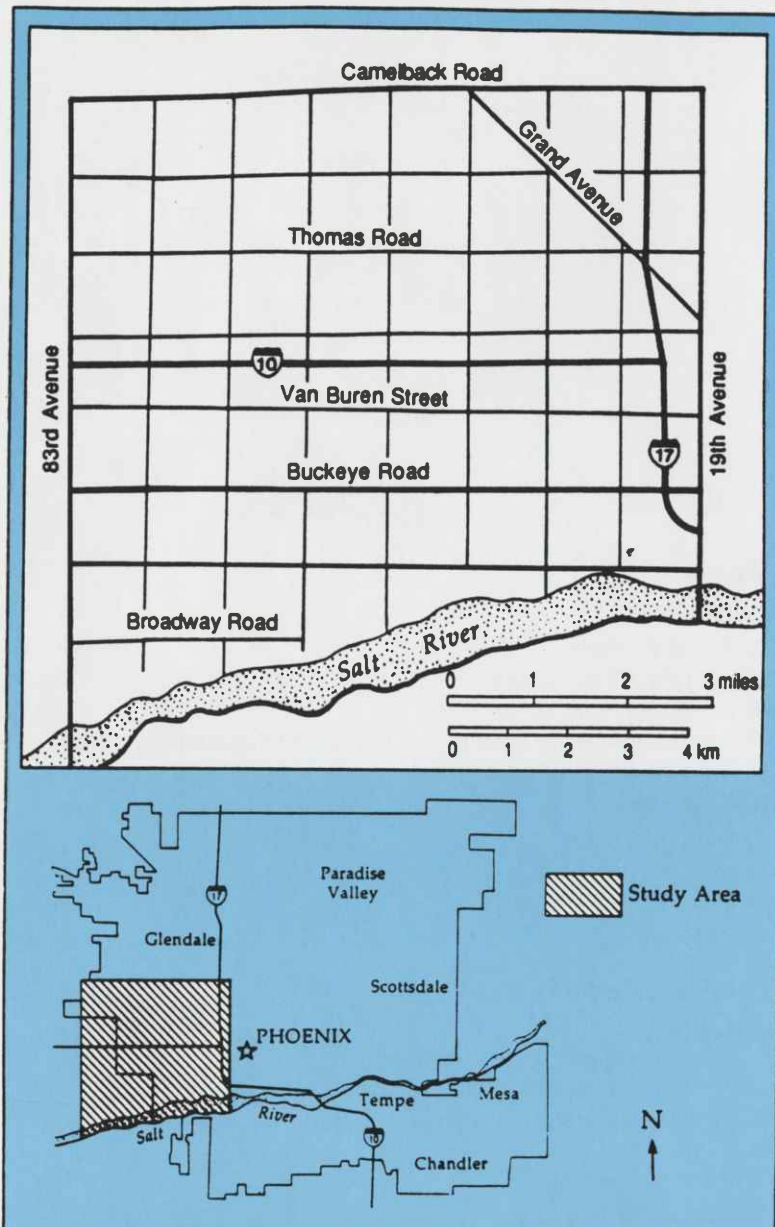 Camelback Road
Grand Avenue
Thomas Road
10
83rd Avenue
Van Buren Street
19th Avenue
17
Buckeye Road
Broadway Road
Salt River
0 1 2 3 miles
0 1 2 3 4 km
Paradise
Valley
17
Study Area
Glendale
Scottsdale
PHOENIX
Tempe
Mesa
River
Salt
10
N
Chandler